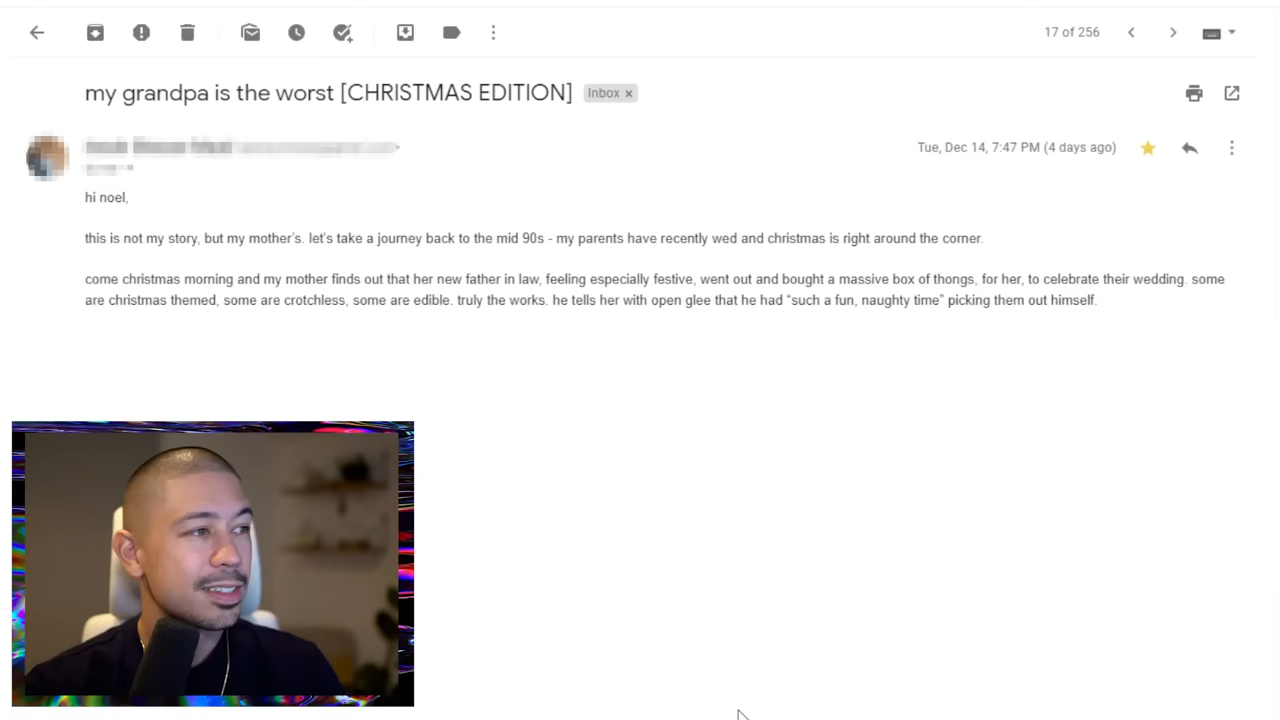 17 of 256
my grandpa is the worst [CHRISTMAS EDITION] Inbox ×
Tue, Dec 14, 7:47 PM (4 days ago)
hi noel,
this is not my story, but my mother's. let's take a journey back to the mid 90s - my parents have recently wed and christmas is right around the corner.
come christmas morning and my mother finds out that her new father in law, feeling especially festive, went out and bought a massive box of thongs, for her, to celebrate their wedding. some
are christmas themed, some are crotchless, some are edible. truly the works. he tells her with open glee that he had “such a fun, naughty time” picking them out himself.